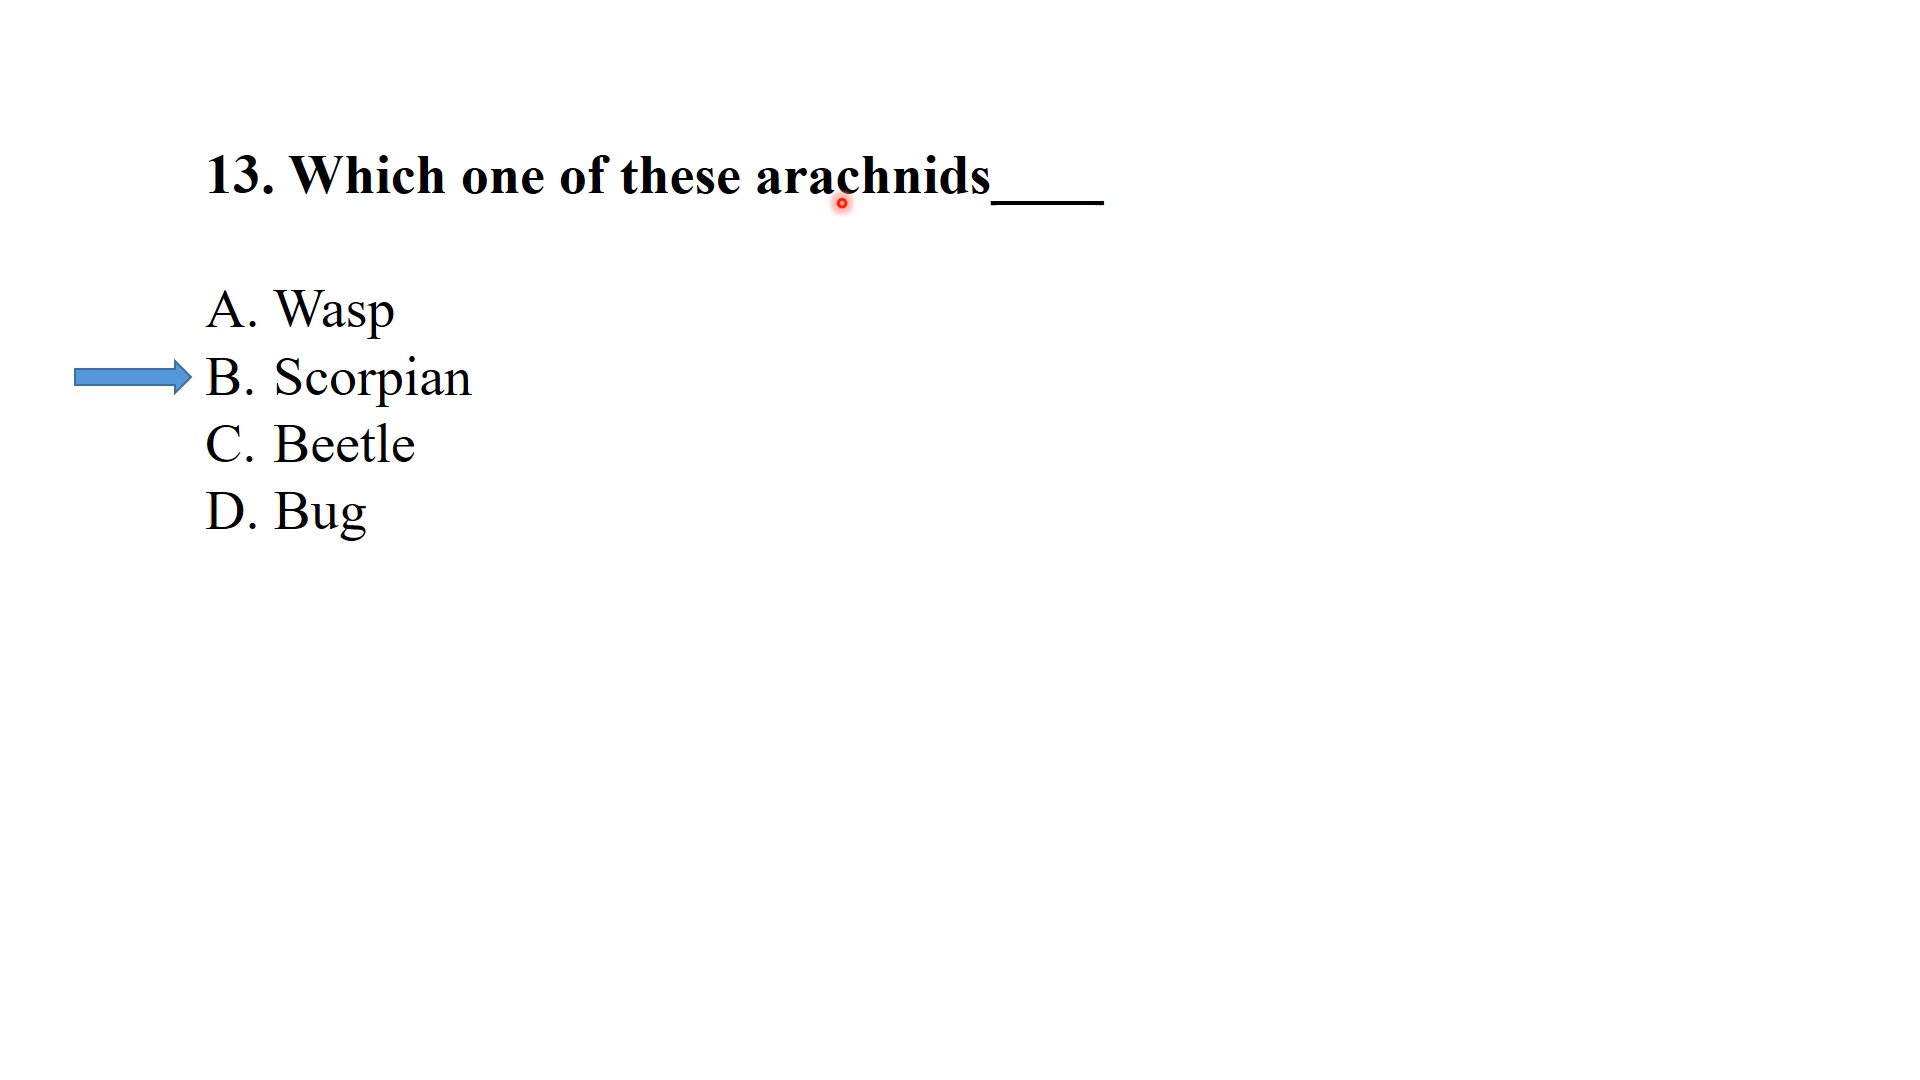 13. Which one of these arachnids____
A. Wasp
B. Scorpian
C. Beetle
D. Bug